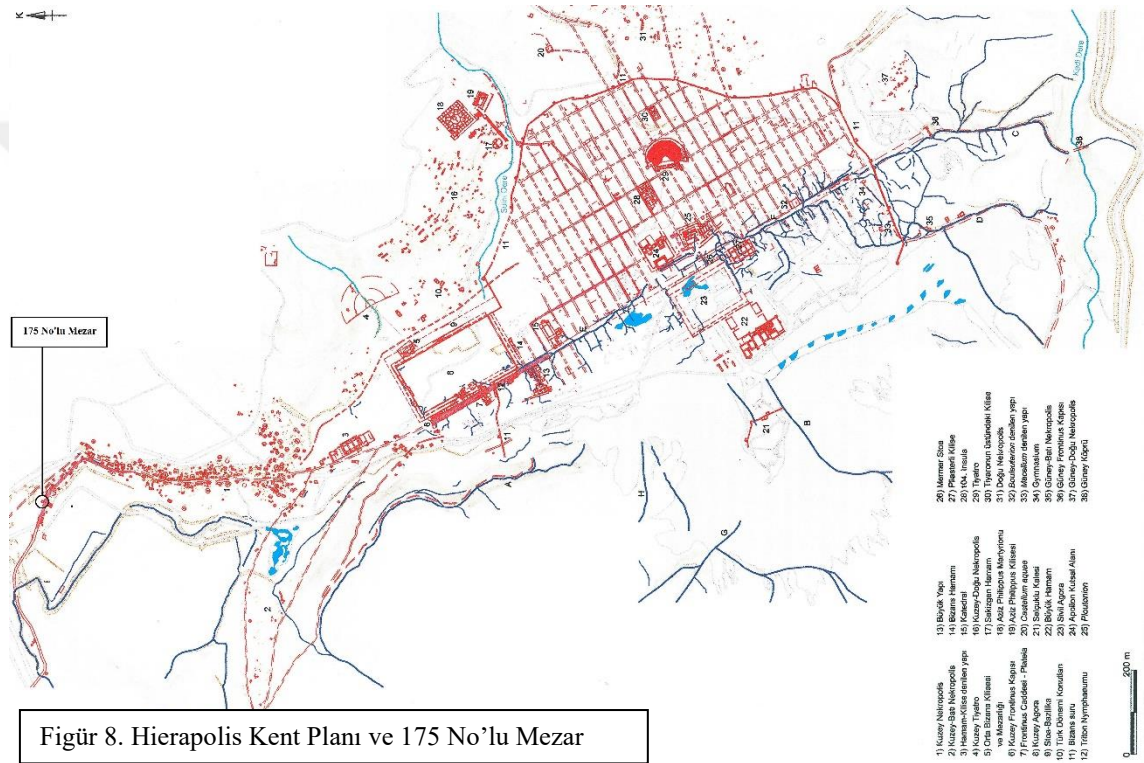 K
175 No'lu Mezar
Suin Dere
Kadı Dere
1) Kuzey Nekropolis
2) Kuzey-Batı Nekropolis
3) Hamam-Kilise denilen yapı
4) Kuzey Tiyatro
5) Orta Bizans Kilisesi
ve Mezarlığı
6) Kuzey Frontinus Kapısı
7) Frontinus Caddesi - Plateia
8) Kuzey Agora
9) Stoa-Bazilika
10) Türk Dönemi Konutları
11) Bizans suru
12) Triton Nymphaeumu
13) Büyük Yapı
14) Bizans Hamamı
15) Katedral
16) Kuzey-Doğu Nekropolis
17) Sekizgen Hamam
18) Aziz Philippus Martyrionu
19) Aziz Philippus Kilisesi
20) Castellum aquae
21) Selçuklu Kalesi
22) Büyük Hamam
23) Sivil Agora
24) Apollon Kutsal Alanı
25) Ploutonion
26) Mermer Stoa
27) Plasterli Kilise
28) 104. Insula
29) Tiyatro
30) Tiyatronun üstündeki Kilise
31) Doğu Nekropolis
32) Bouleuterion denilen yapı
33) Macellum denilen yapı
34) Gymnasium
35) Güney-Batı Nekropolis
36) Güney Frontinus Kapısı
37) Güney-Doğu Nekropolis
38) Güney Köprü
0 200 m
Figür 8. Hierapolis Kent Planı ve 175 No'lu Mezar